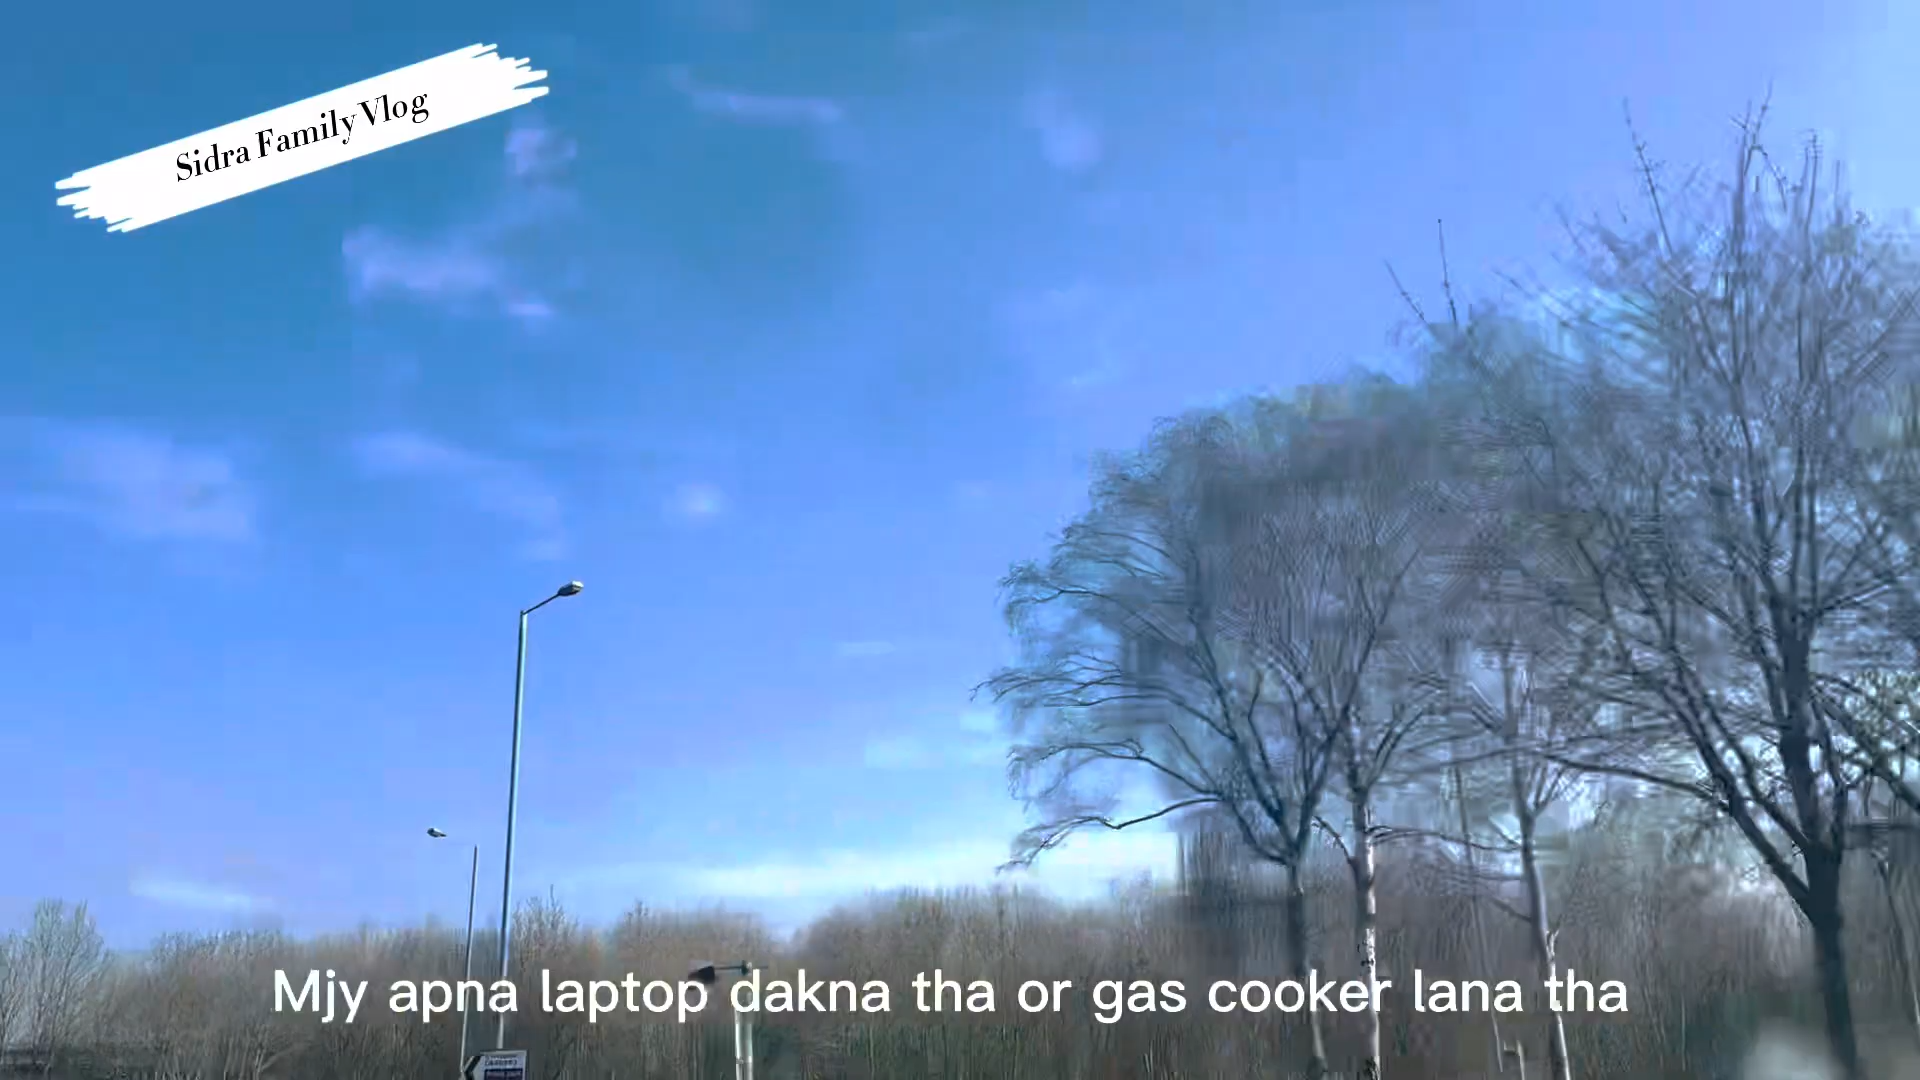 Sidra Family Vlog
Mjy apna laptop dakna tha or gas cooker lana tha